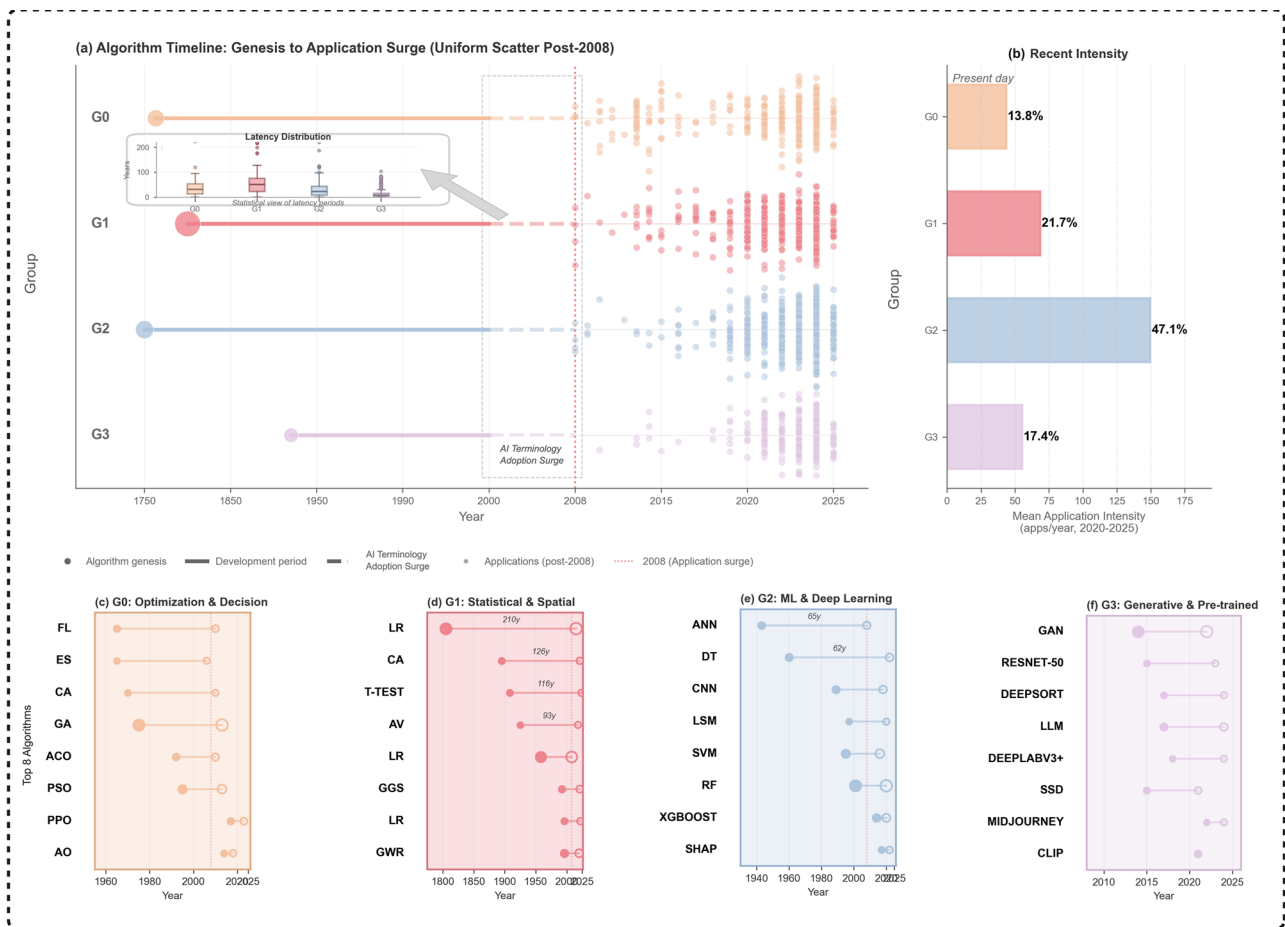 (a) Algorithm Timeline: Genesis to Application Surge (Uniform Scatter Post-2008)
Group
G0
G1
G2
G3
Latency Distribution
Years
200
100
0
G0
G1
G2
G3
Statistical view of latency periods
AI Terminology
Adoption Surge
1750
1850
1950
1990
2000
2008
2015
2020
2025
Year
(b) Recent Intensity
Present day
Group
G0
13.8%
G1
21.7%
G2
47.1%
G3
17.4%
0
25
50
75
100
125
150
175
Mean Application Intensity
(apps/year, 2020-2025)
Algorithm genesis
Development period
AI Terminology
Adoption Surge
Applications (post-2008)
2008 (Application surge)
(c) G0: Optimization & Decision
Top 8 Algorithms
FL
ES
CA
GA
ACO
PSO
PPO
AO
1960
1980
2000
2020
2025
Year
(d) G1: Statistical & Spatial
LR
210y
CA
126y
T-TEST
116y
AV
93y
LR
GGS
LR
GWR
1800
1850
1900
1950
2000
2025
Year
(e) G2: ML & Deep Learning
ANN
65y
DT
62y
CNN
LSM
SVM
RF
XGBOOST
SHAP
1940
1960
1980
2000
2020
2025
Year
(f) G3: Generative & Pre-trained
GAN
RESNET-50
DEEPSORT
LLM
DEEPLABV3+
SSD
MIDJOURNEY
CLIP
2010
2015
2020
2025
Year